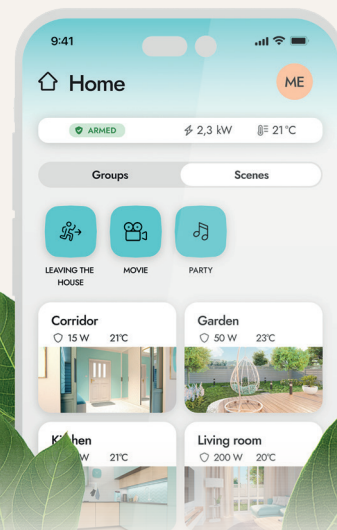 9:41
Home
ME
ARMED
2,3 kW
21°C
Groups
Scenes
LEAVING THE
HOUSE
MOVIE
PARTY
Corridor
15 W 21°C
Garden
50 W 23°C
W 21°C
Living room
200 W 20°C